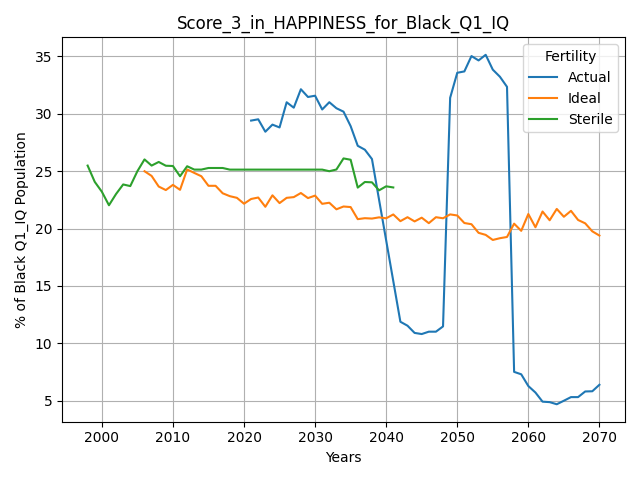 Score_3_in_HAPPINESS_for_Black_Q1_IQ
Fertility
Actual
Ideal
Sterile
% of Black Q1_IQ Population
35
30
25
20
15
10
5
2000 2010 2020 2030 2040 2050 2060 2070
Years